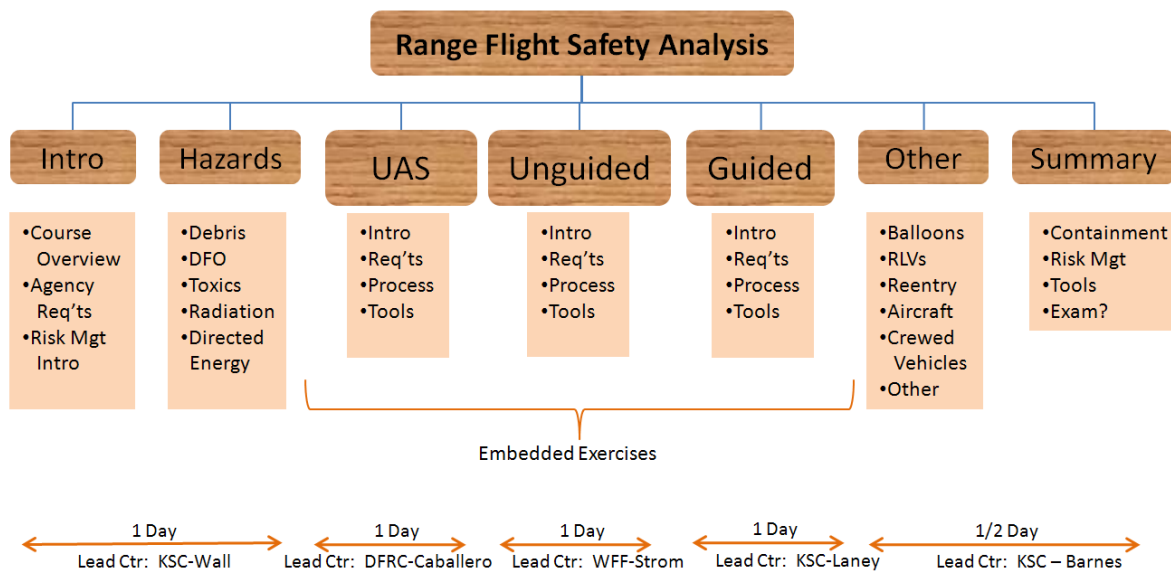 Range Flight Safety Analysis
Intro
Hazards
UAS
Unguided
Guided
Other
Summary
•Course
Overview
•Agency
Req'ts
•Risk Mgt
Intro
•Debris
•DFO
•Toxics
•Radiation
•Directed
Energy
•Intro
•Req'ts
•Process
•Tools
•Intro
•Req'ts
•Process
•Tools
•Intro
•Req'ts
•Process
•Tools
•Balloons
•RLVs
•Reentry
•Aircraft
•Crewed
Vehicles
•Other
•Containment
•Risk Mgt
•Tools
•Exam?
Embedded Exercises
1 Day
Lead Ctr: KSC-Wall
1 Day
Lead Ctr: DFRC-Caballero
1 Day
Lead Ctr: WFF-Strom
1 Day
Lead Ctr: KSC-Laney
1/2 Day
Lead Ctr: KSC – Barnes